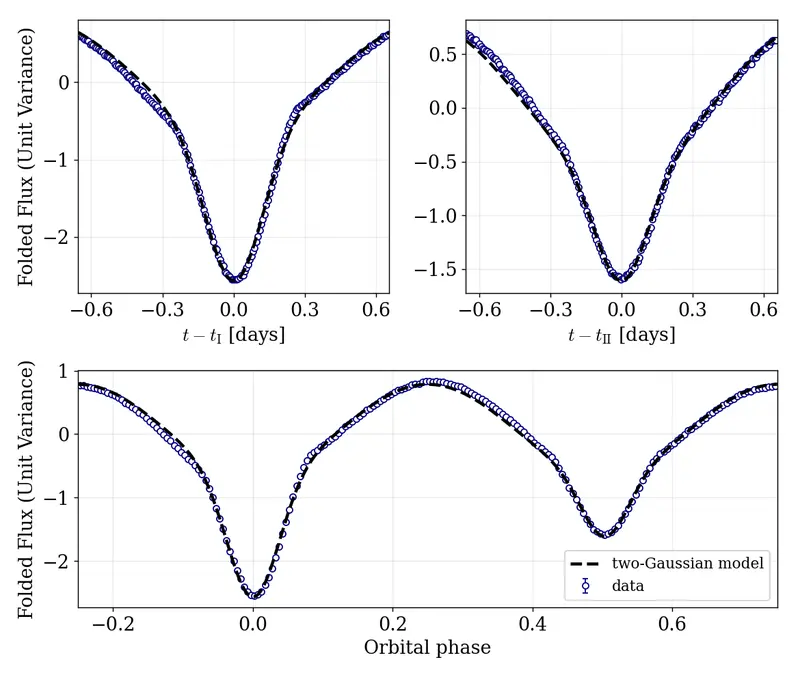 Folded Flux (Unit Variance)
0
−1
−2
−0.6 −0.3 0.0 0.3 0.6
t − tI [days]
0.5
0.0
−0.5
−1.0
−1.5
−0.6 −0.3 0.0 0.3 0.6
t − tII [days]
Folded Flux (Unit Variance)
1
0
−1
−2
−0.2 0.0 0.2 0.4 0.6
Orbital phase
two-Gaussian model
data